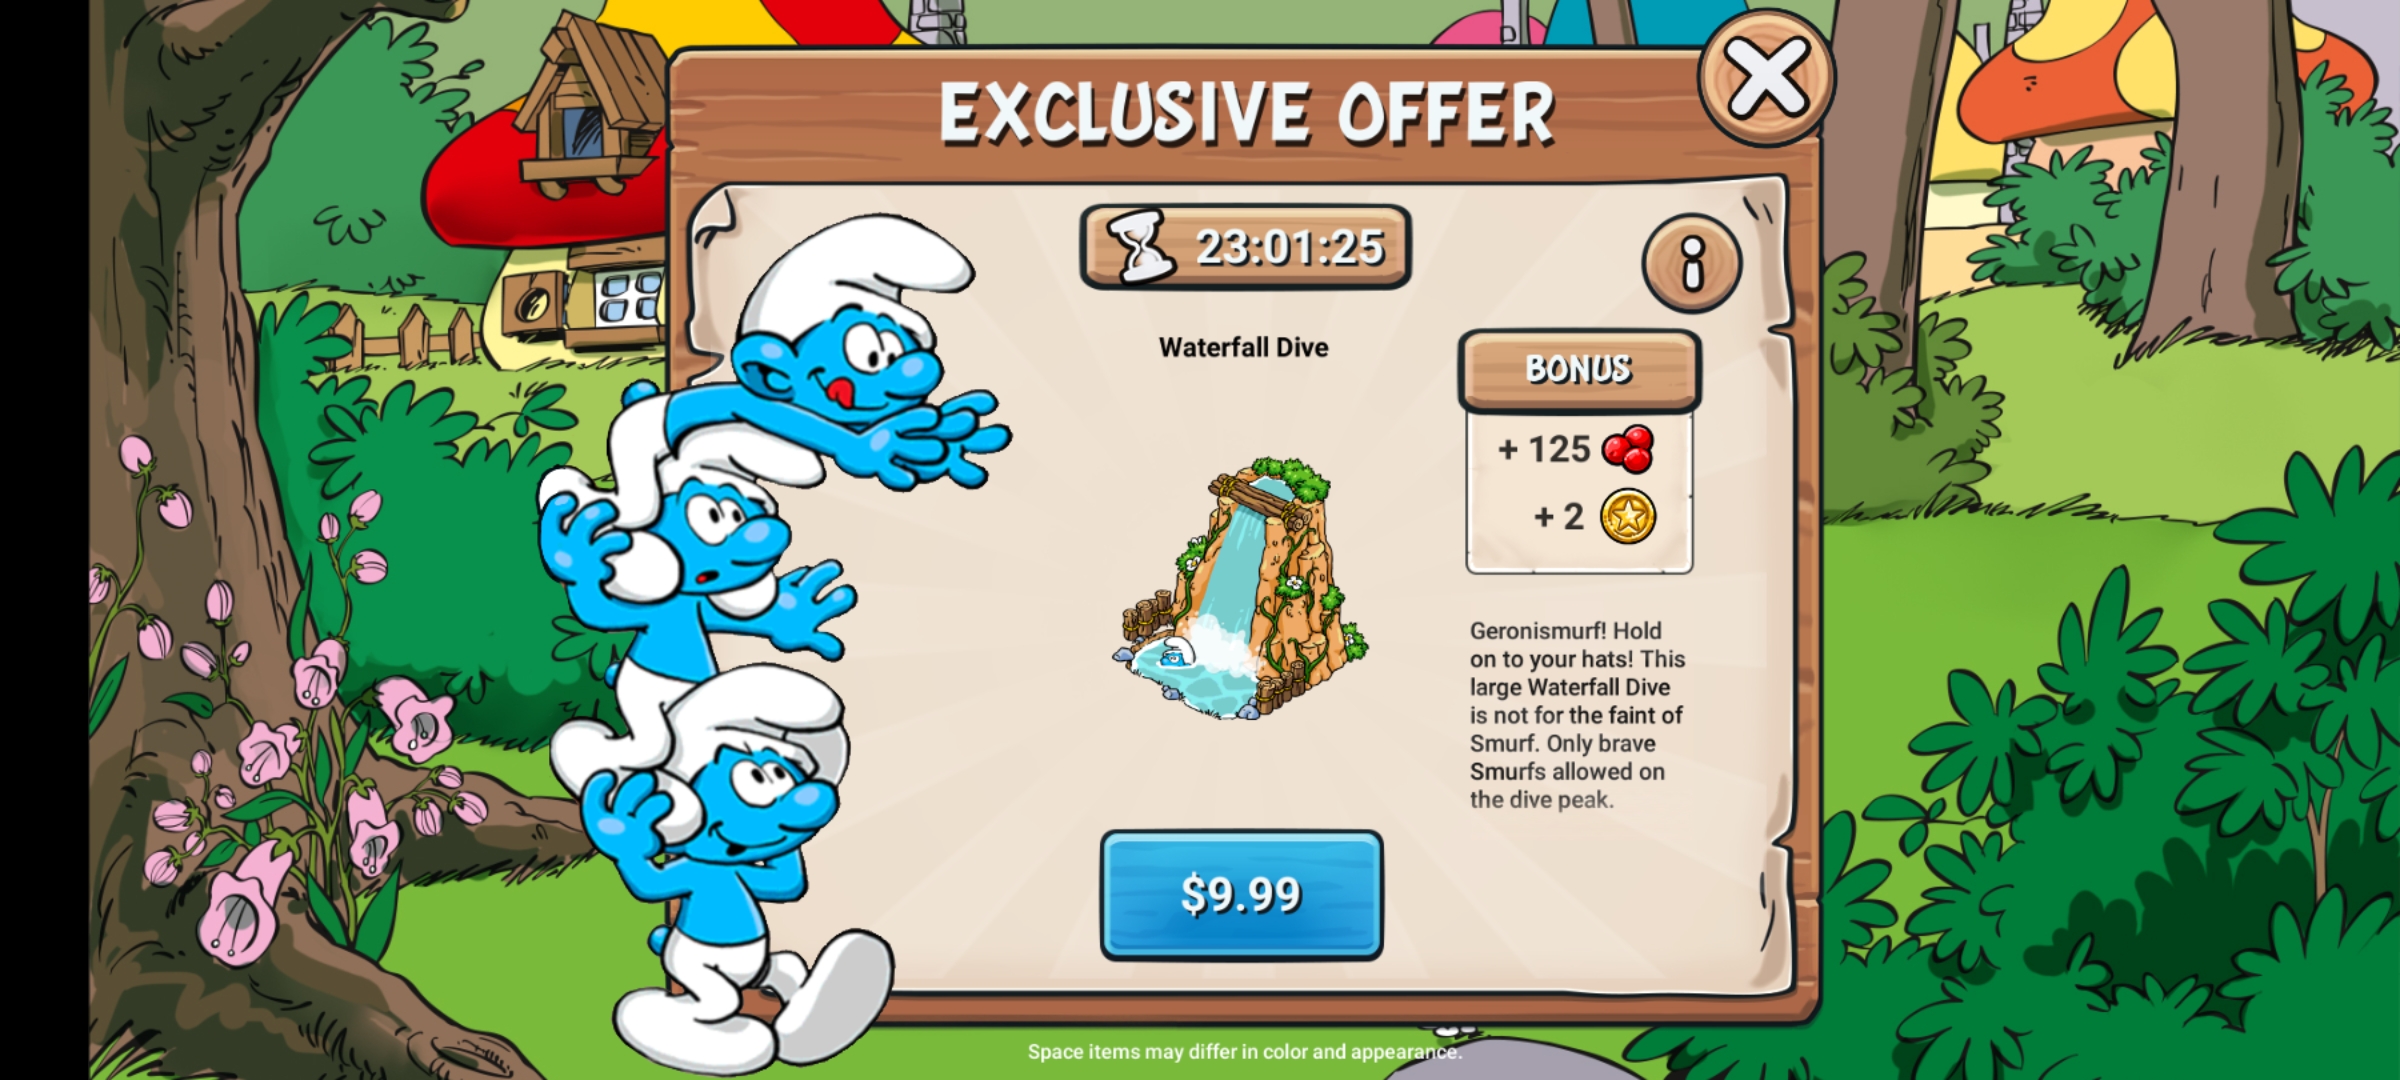 EXCLUSIVE OFFER
23:01:25
Waterfall Dive
BONUS
+ 125
+ 2
Geronismurf! Hold
on to your hats! This
large Waterfall Dive
is not for the faint of
Smurf. Only brave
Smurfs allowed on
the dive peak.
$9.99
Space items may differ in color and appearance.